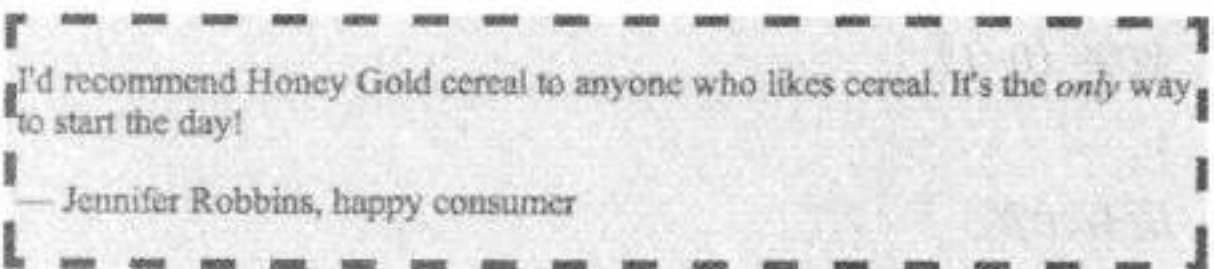 I'd recommend Honey Gold cereal to anyone who likes cereal. It's the only way
to start the day!
— Jennifer Robbins, happy consumer